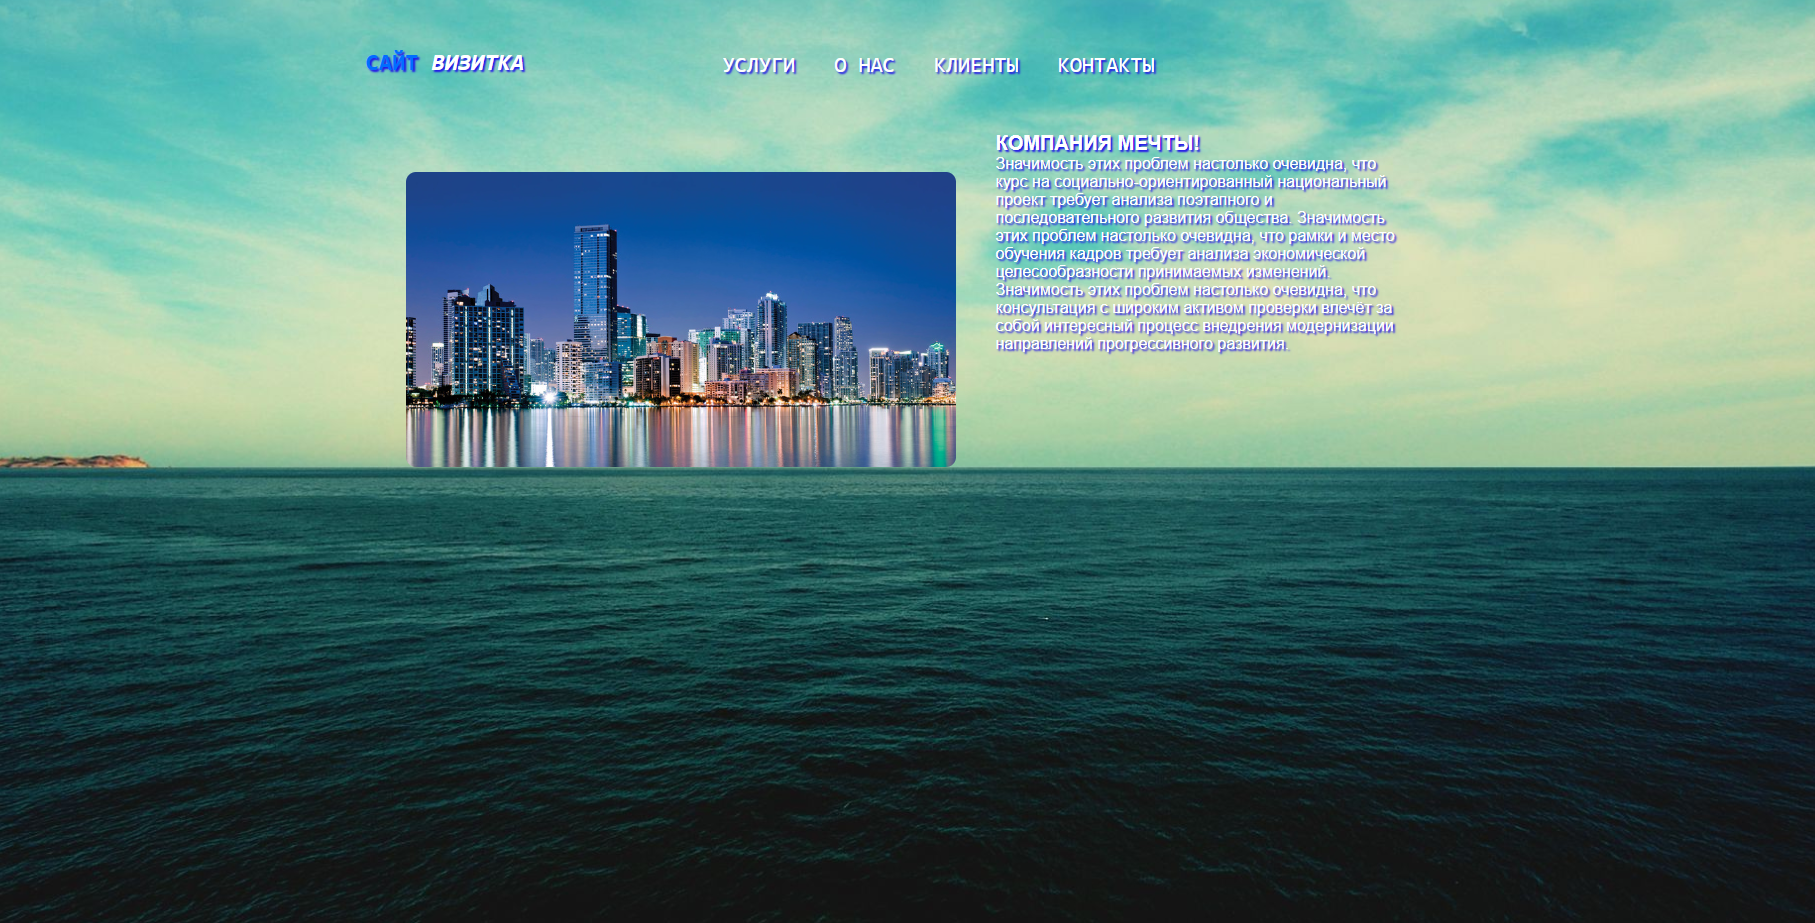 САЙТ ВИЗИТКА
УСЛУГИ О НАС КЛИЕНТЫ КОНТАКТЫ
КОМПАНИЯ МЕЧТЫ!
Значимость этих проблем настолько очевидна, что
курс на социально-ориентированный национальный
проект требует анализа поэтапного и
последовательного развития общества. Значимость
этих проблем настолько очевидна, что рамки и место
обучения кадров требует анализа экономической
целесообразности принимаемых изменений.
Значимость этих проблем настолько очевидна, что
консультация с широким активом проверки влечёт за
собой интересный процесс внедрения модернизации
направлений прогрессивного развития.